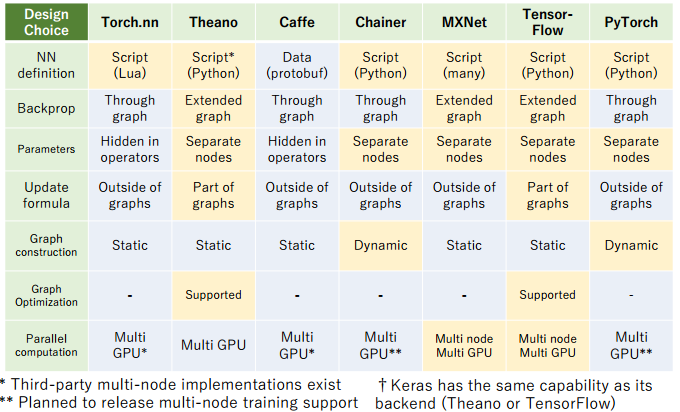 Design Choice Torch.nn Theano Caffe Chainer MXNet Tensor-Flow PyTorch
NN definition Script (Lua) Script* (Python) Data (protobuf) Script (Python) Script (many) Script (Python) Script (Python)
Backprop Through graph Extended graph Through graph Through graph Extended graph Extended graph Through graph
Parameters Hidden in operators Separate nodes Hidden in operators Separate nodes Separate nodes Separate nodes Separate nodes
Update formula Outside of graphs Part of graphs Outside of graphs Outside of graphs Outside of graphs Part of graphs Outside of graphs
Graph construction Static Static Static Dynamic Static Static Dynamic
Graph Optimization - Supported - - - Supported -
Parallel computation Multi GPU* Multi GPU Multi GPU* Multi GPU** Multi node Multi GPU Multi node Multi GPU Multi GPU**
* Third-party multi-node implementations exist
** Planned to release multi-node training support
† Keras has the same capability as its
backend (Theano or TensorFlow)